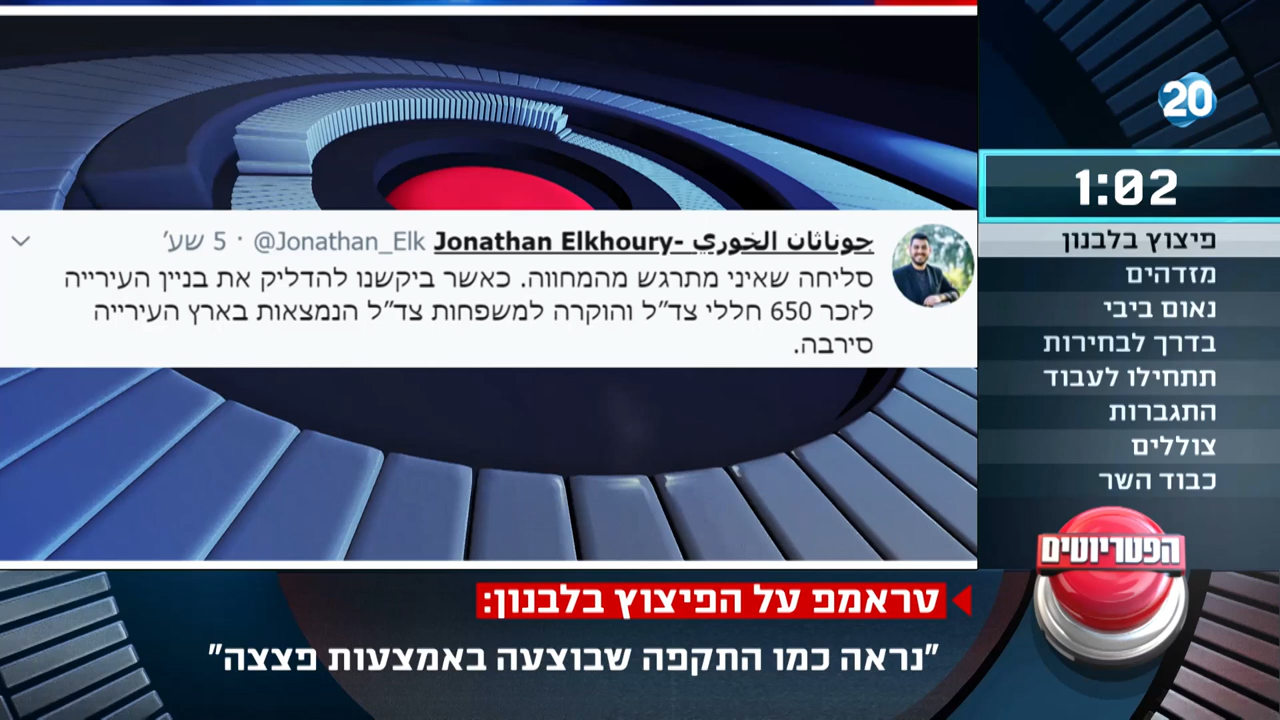 20
1:02
פיצוץ בלבנון
מזדהים
נאום ביבי
בדרך לבחירות
תתחילו לעבוד
התגברות
צוללים
כבוד השר
הפטריוטים
جوناثان الخوري -Jonathan Elkhoury @Jonathan_Elk · 5 שע׳
סליחה שאיני מתרגש מהמחווה. כאשר ביקשנו להדליק את בניין העירייה
לזכר 650 חללי צד"ל והוקרה למשפחות צד"ל הנמצאות בארץ העירייה
סירבה.
טראמפ על הפיצוץ בלבנון:
"נראה כמו התקפה שבוצעה באמצעות פצצה"